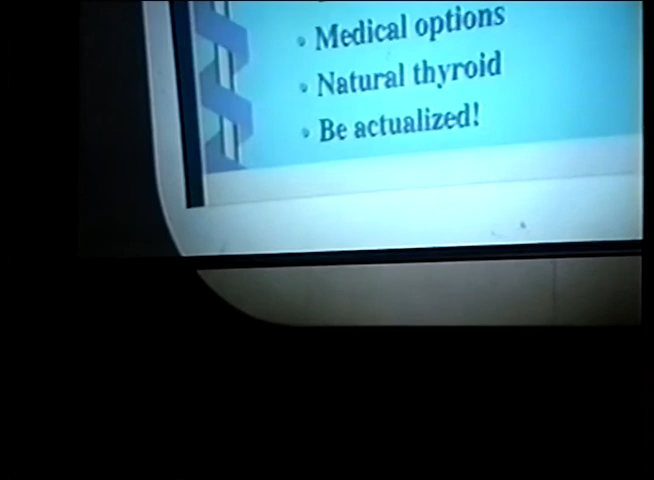 • Medical options
• Natural thyroid
• Be actualized!